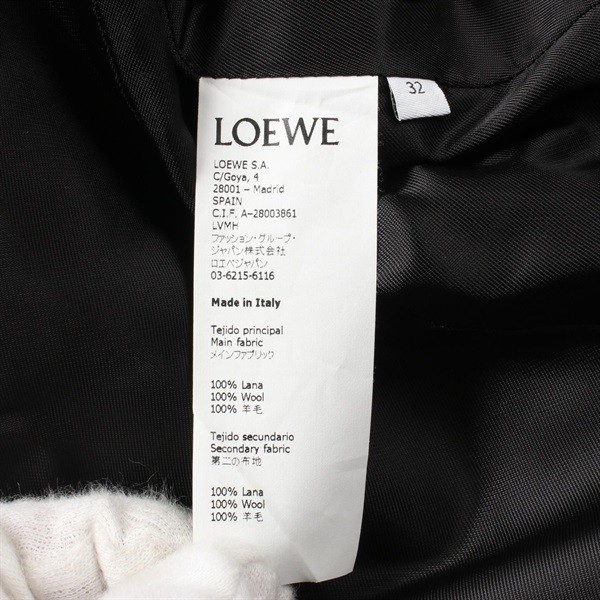 32
LOEWE
LOEWE S.A.
C/Goya, 4
28001 – Madrid
SPAIN
C.I.F. A-28003861
LVMH
ファッション・グループ・
ジャパン株式会社
ロエベジャパン
03-6215-6116
Made in Italy
Tejido principal
Main fabric
メインファブリック
100% Lana
100% Wool
100% 羊毛
Tejido secundario
Secondary fabric
第二の布地
100% Lana
100% Wool
100% 羊毛